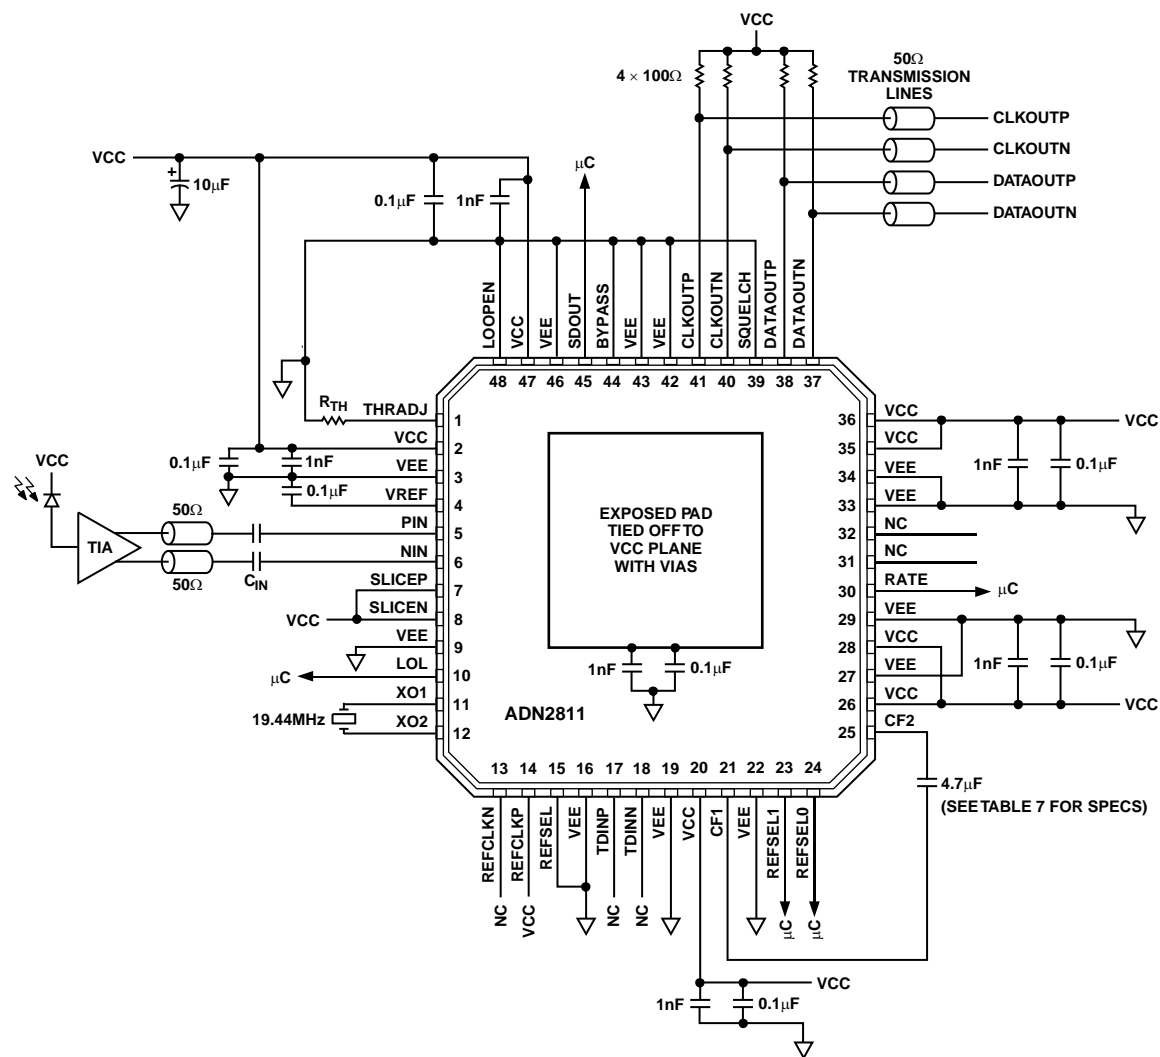 VCC
4 × 100Ω
50Ω
TRANSMISSION
LINES
CLKOUTP
CLKOUTN
DATAOUTP
DATAOUTN
VCC
+
10µF
0.1µF
1nF
µC
LOOPEN
VCC
VEE
SDOUT
BYPASS
VEE
VEE
CLKOUTP
CLKOUTN
SQUELCH
DATAOUTP
DATAOUTN
48 47 46 45 44 43 42 41 40 39 38 37
RTH
THRADJ 1
VCC 2
0.1µF
1nF
VEE 3
0.1µF
VREF 4
VCC
TIA
50Ω
PIN 5
NIN 6
50Ω
CIN
SLICEP 7
VCC
SLICEN 8
VEE 9
µC
LOL 10
XO1 11
19.44MHz
XO2 12
EXPOSED PAD
TIED OFF TO
VCC PLANE
WITH VIAS
1nF
0.1µF
ADN2811
36 VCC
VCC
35 VCC
34 VEE
1nF
0.1µF
33 VEE
32 NC
31 NC
30 RATE
µC
29 VEE
28 VCC
27 VEE
1nF
0.1µF
26 VCC
VCC
25 CF2
4.7µF
(SEE TABLE 7 FOR SPECS)
13 14 15 16 17 18 19 20 21 22 23 24
REFCLKN
REFCLKP
REFSEL
VEE
TDINP
TDINN
VEE
VCC
CF1
VEE
REFSEL1
REFSEL0
NC
VCC
NC
NC
µC
µC
VCC
1nF
0.1µF